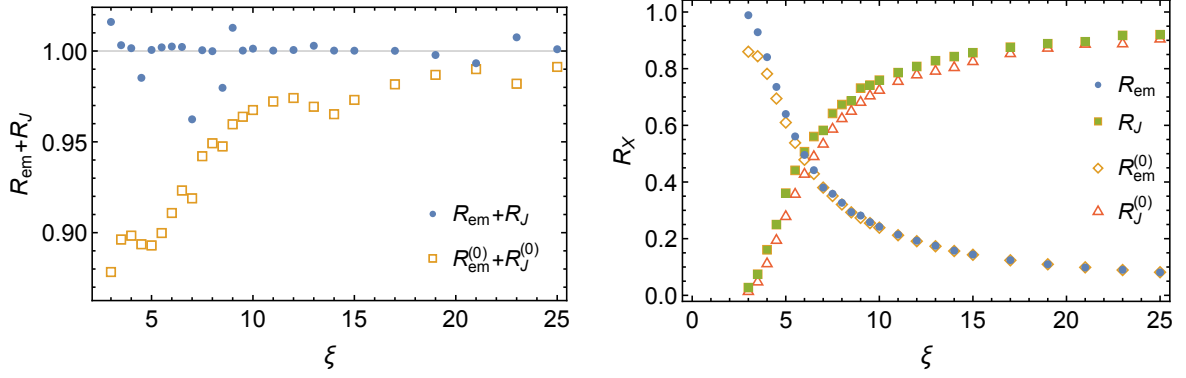 1.00
0.95
0.90
5 10 15 20 25
R_em+R_J
ξ
R_em+R_J
R_em^(0)+R_J^(0)
1.0
0.8
0.6
0.4
0.2
0.0
0 5 10 15 20 25
R_X
ξ
R_em
R_J
R_em^(0)
R_J^(0)